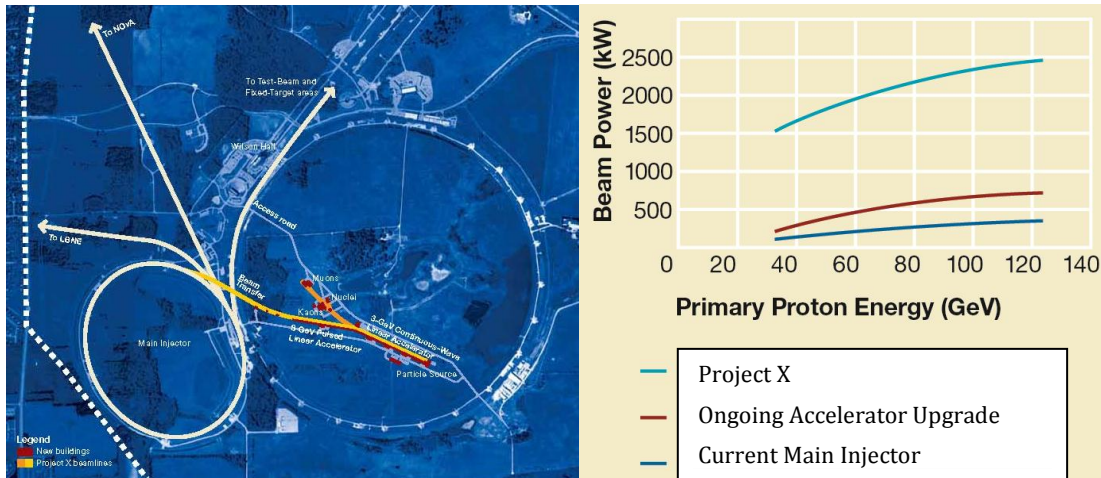 To NOvA
To Test-Beam and
Fixed-Target areas
Wilson Hall
Access road
To LBNE
Muons
Nuclei
Kaons
Beam
Transfer
3-GeV Continuous-Wave
Linear Accelerator
8-GeV Pulsed
Linear Accelerator
Main Injector
Particle Source
Legend
New buildings
Project X beamlines
Beam Power (kW)
2500
2000
1500
1000
500
0 20 40 60 80 100 120 140
Primary Proton Energy (GeV)
Project X
Ongoing Accelerator Upgrade
Current Main Injector